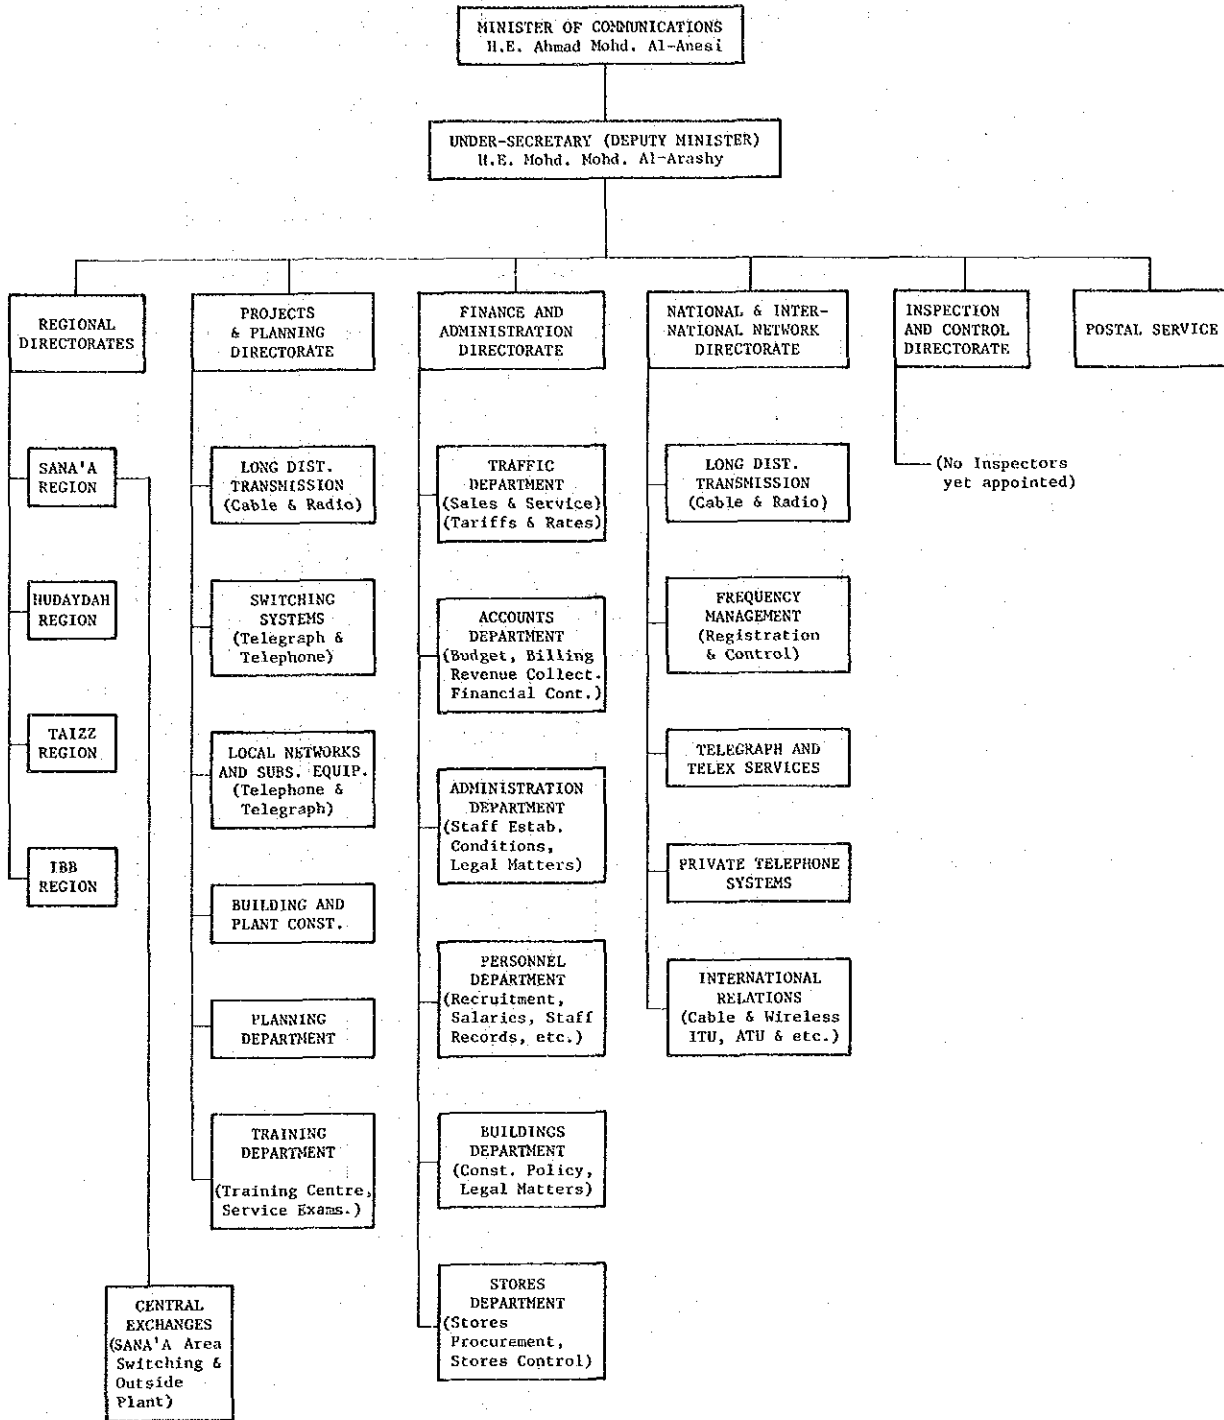 MINISTER OF COMMUNICATIONS
H.E. Ahmad Mohd. Al-Anesi
UNDER-SECRETARY (DEPUTY MINISTER)
H.E. Mohd. Mohd. Al-Arashy
REGIONAL
DIRECTORATES
SANA'A
REGION
HUDAYDAH
REGION
TAIZZ
REGION
IBB
REGION
CENTRAL
EXCHANGES
(SANA'A Area
Switching &
Outside
Plant)
PROJECTS
& PLANNING
DIRECTORATE
LONG DIST.
TRANSMISSION
(Cable & Radio)
SWITCHING
SYSTEMS
(Telegraph &
Telephone)
LOCAL NETWORKS
AND SUBS. EQUIP.
(Telephone &
Telegraph)
BUILDING AND
PLANT CONST.
PLANNING
DEPARTMENT
TRAINING
DEPARTMENT
(Training Centre,
Service Exams.)
FINANCE AND
ADMINISTRATION
DIRECTORATE
TRAFFIC
DEPARTMENT
(Sales & Service)
(Tariffs & Rates)
ACCOUNTS
DEPARTMENT
(Budget, Billing
Revenue Collect.
Financial Cont.)
ADMINISTRATION
DEPARTMENT
(Staff Estab.
Conditions,
Legal Matters)
PERSONNEL
DEPARTMENT
(Recruitment,
Salaries, Staff
Records, etc.)
BUILDINGS
DEPARTMENT
(Const. Policy,
Legal Matters)
STORES
DEPARTMENT
(Stores
Procurement,
Stores Control)
NATIONAL & INTER-
NATIONAL NETWORK
DIRECTORATE
LONG DIST.
TRANSMISSION
(Cable & Radio)
FREQUENCY
MANAGEMENT
(Registration
& Control)
TELEGRAPH AND
TELEX SERVICES
PRIVATE TELEPHONE
SYSTEMS
INTERNATIONAL
RELATIONS
(Cable & Wireless
ITU, ATU & etc.)
INSPECTION
AND CONTROL
DIRECTORATE
(No Inspectors
yet appointed)
POSTAL SERVICE